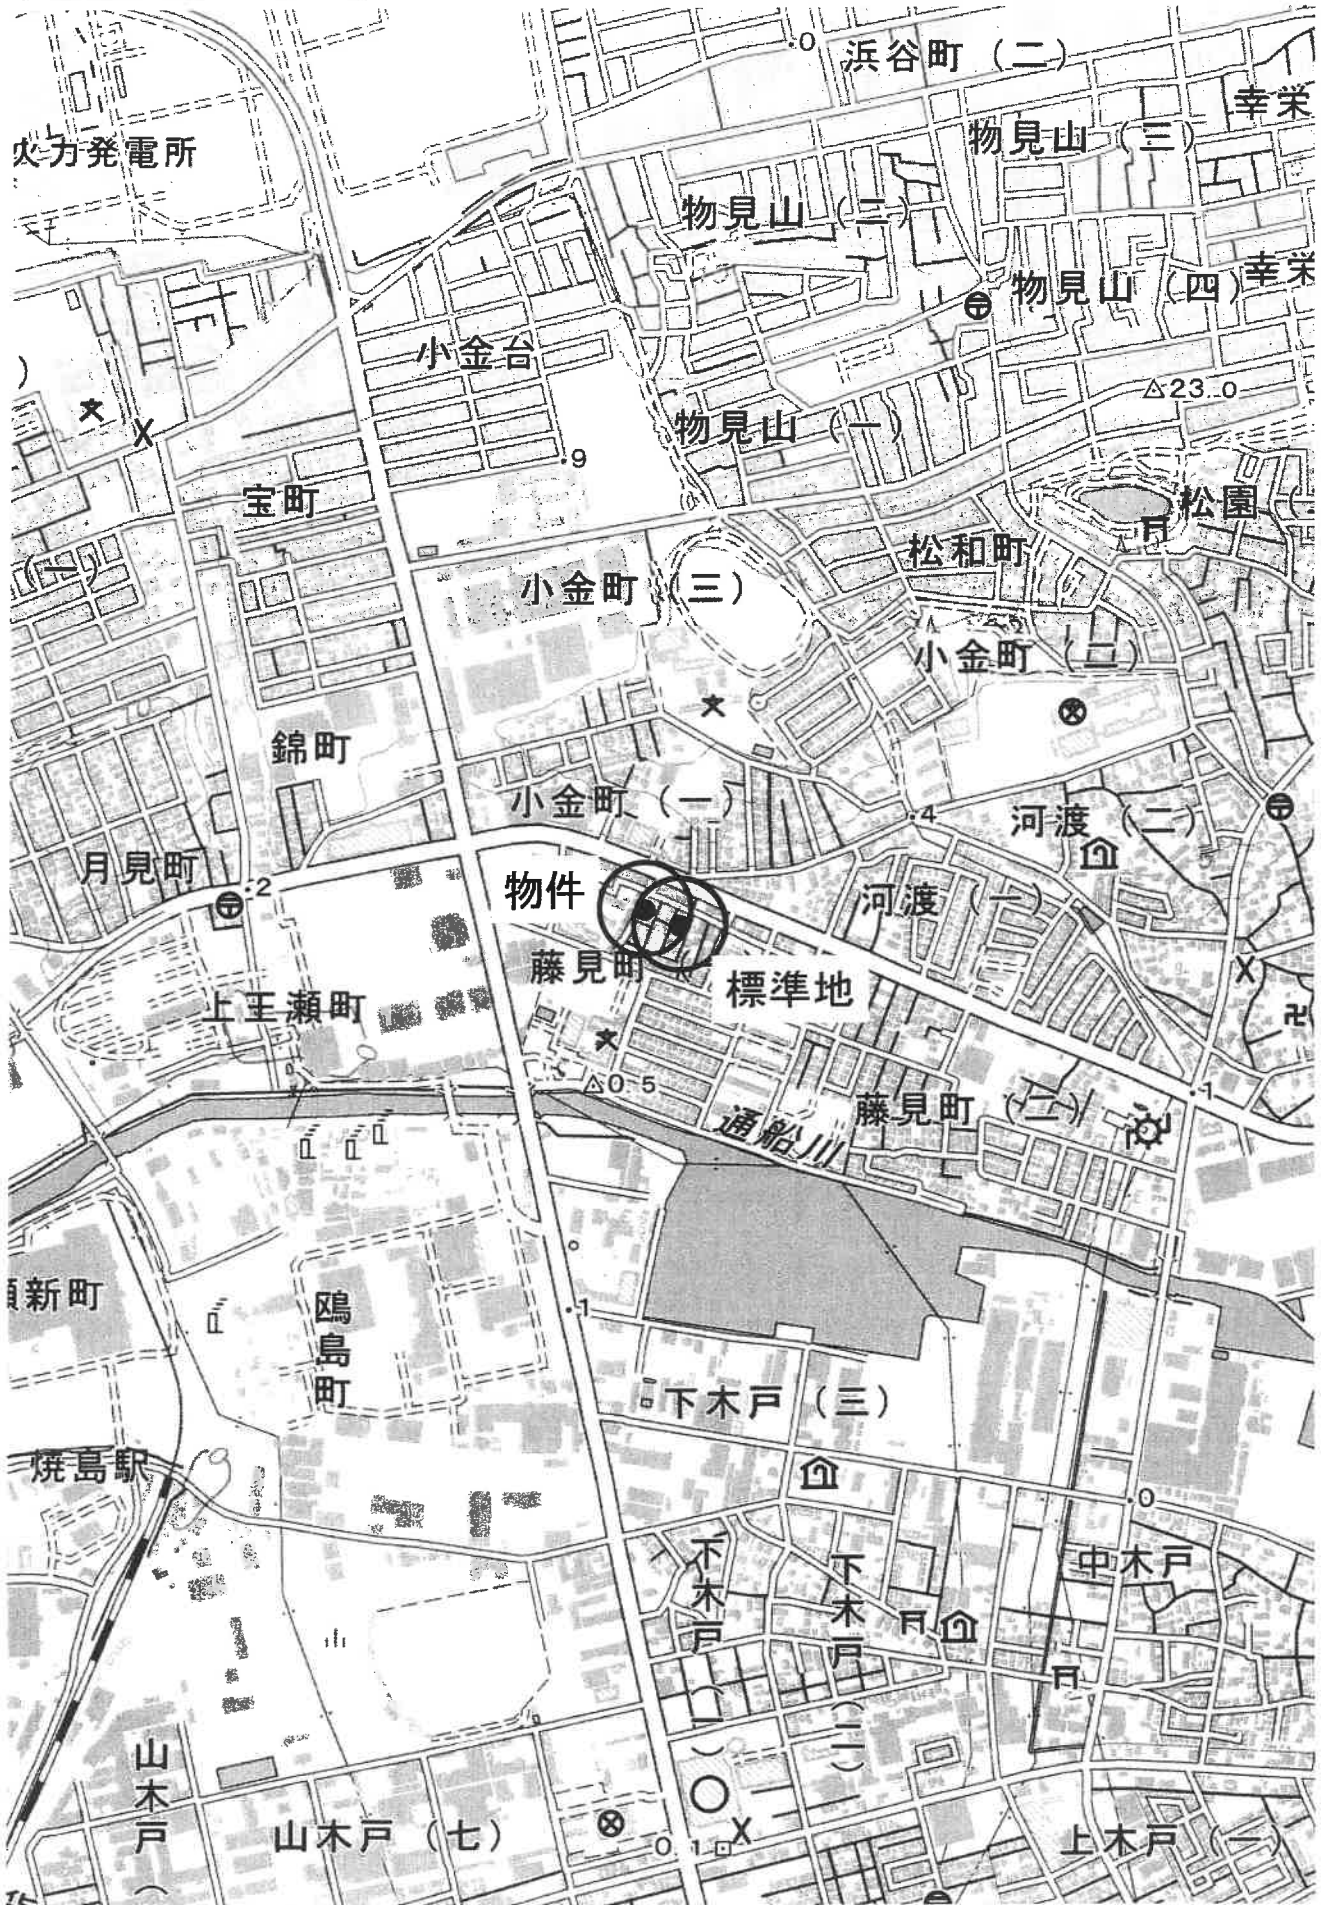 .0
浜谷町（二）
幸栄
物見山（三）
火力発電所
物見山（二）
幸栄
物見山（四）
小金台
△23.0
物見山（一）
.9
宝町
松園（
松和町
（一）
小金町（三）
小金町（二）
錦町
小金町（一）
.4
河渡（二）
月見町
.2
物件
河渡（一）
藤見町
標準地
上王瀬町
△0 5
通船川
藤見町（二）
.1
新町
鴎島町
.1
下木戸（三）
焼島駅
.0
下木戸（一）
下木戸（二）
中木戸
山木戸（
山木戸（七）
0.1
上木戸（一）